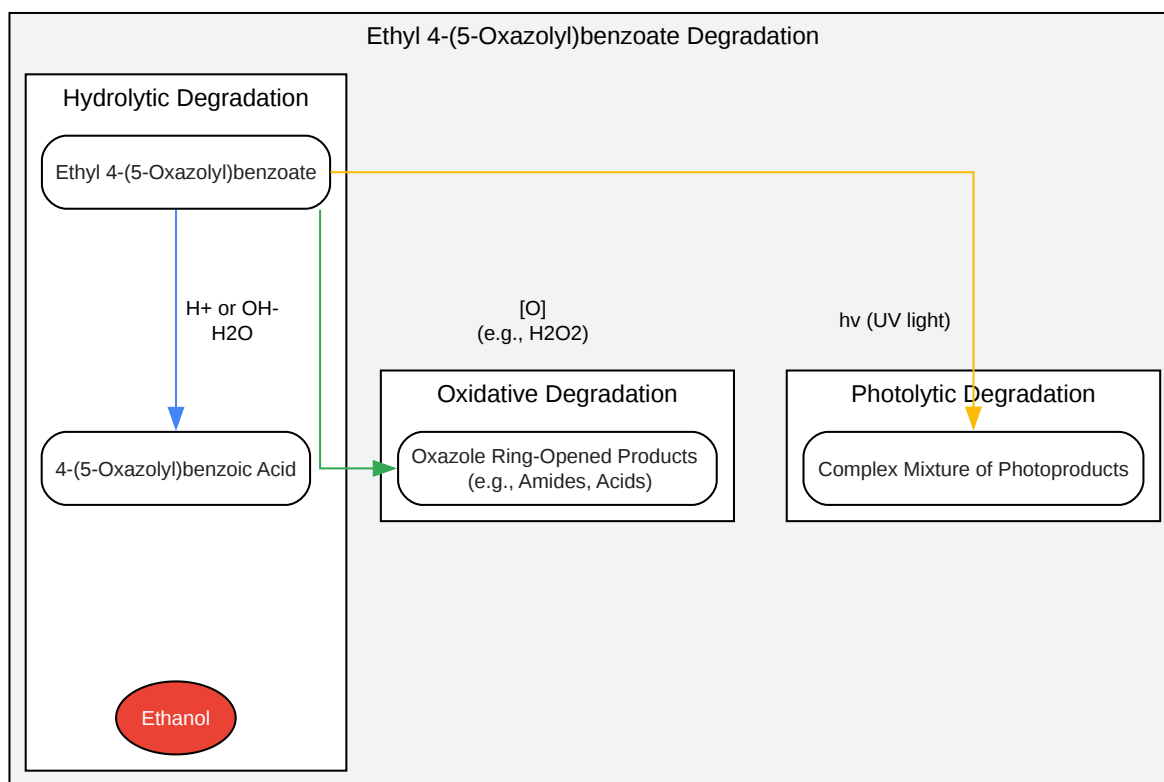 Ethyl 4-(5-Oxazolyl)benzoate Degradation
Hydrolytic Degradation
Ethyl 4-(5-Oxazolyl)benzoate
H+ or OH-
H2O
[O]
(e.g., H2O2)
hv (UV light)
Oxidative Degradation
Photolytic Degradation
4-(5-Oxazolyl)benzoic Acid
Oxazole Ring-Opened Products
(e.g., Amides, Acids)
Complex Mixture of Photoproducts
Ethanol